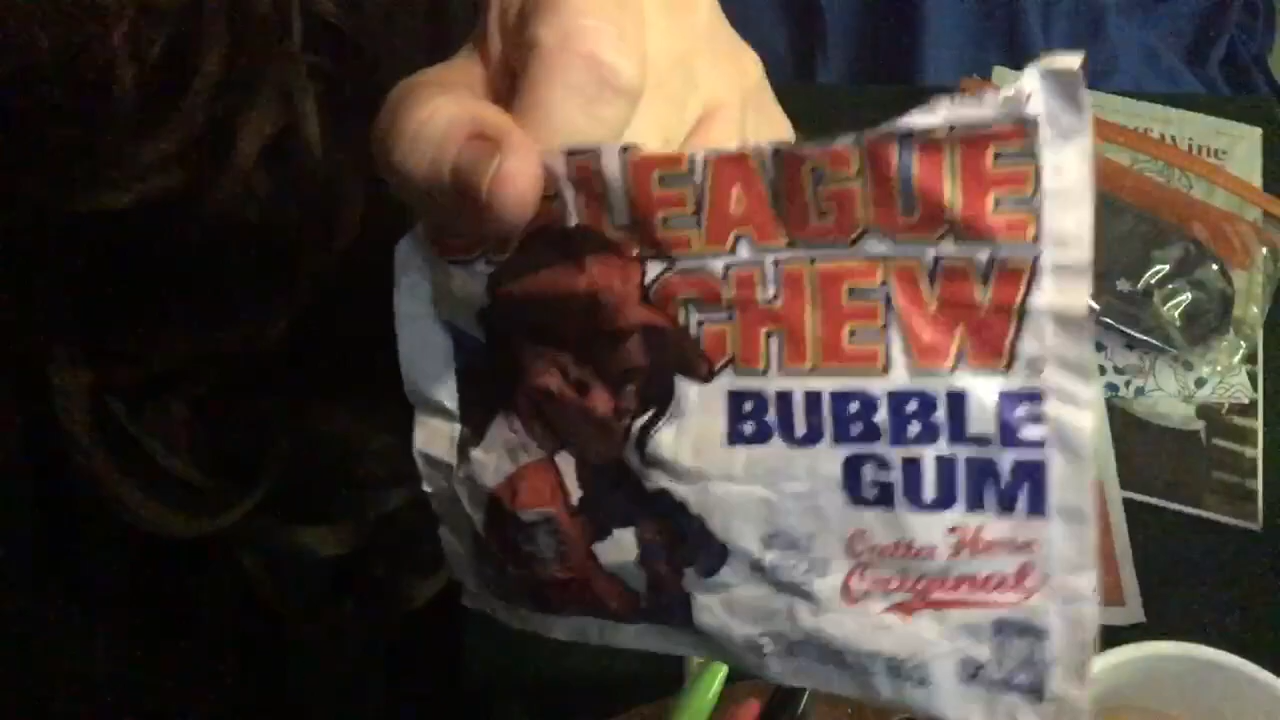 LEAGUE
CHEW
BUBBLE
GUM
Outta Here
Original
Wine